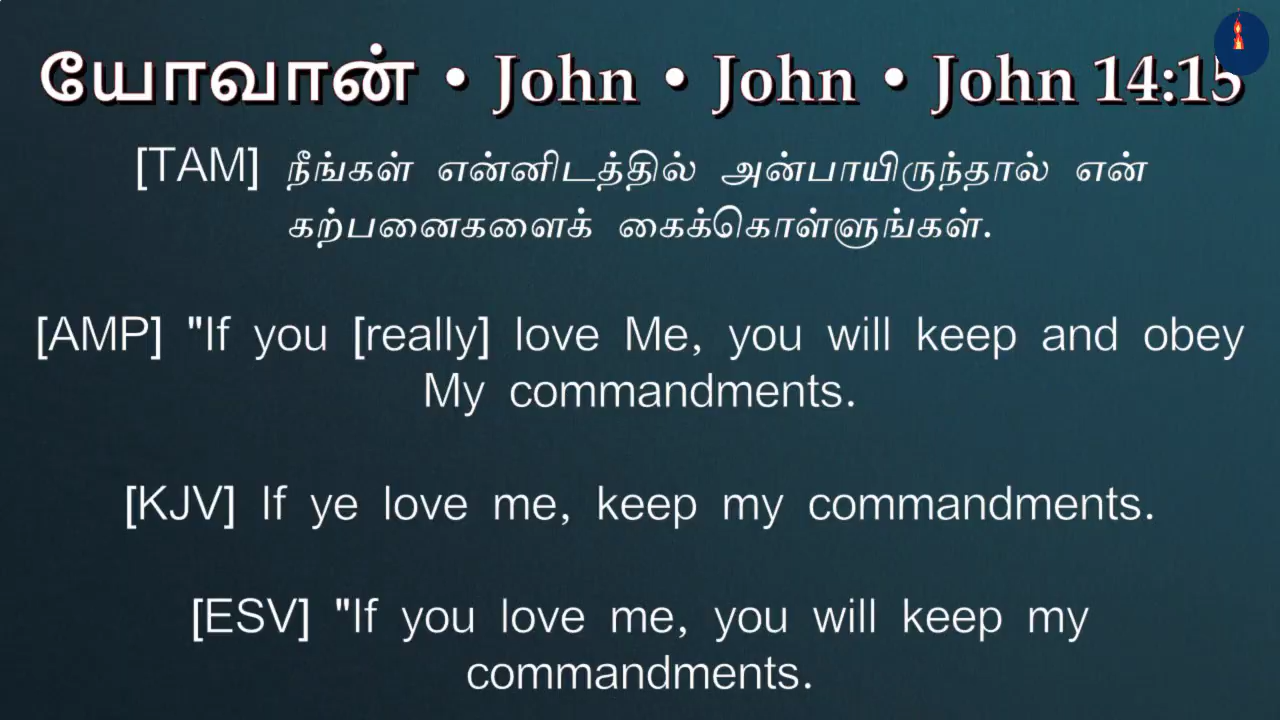 யோவான் • John • John • John 14:15
[TAM] நீங்கள் என்னிடத்தில் அன்பாயிருந்தால் என்
கற்பனைகளைக் கைக்கொள்ளுங்கள்.
[AMP] "If you [really] love Me, you will keep and obey
My commandments.
[KJV] If ye love me, keep my commandments.
[ESV] "If you love me, you will keep my
commandments.